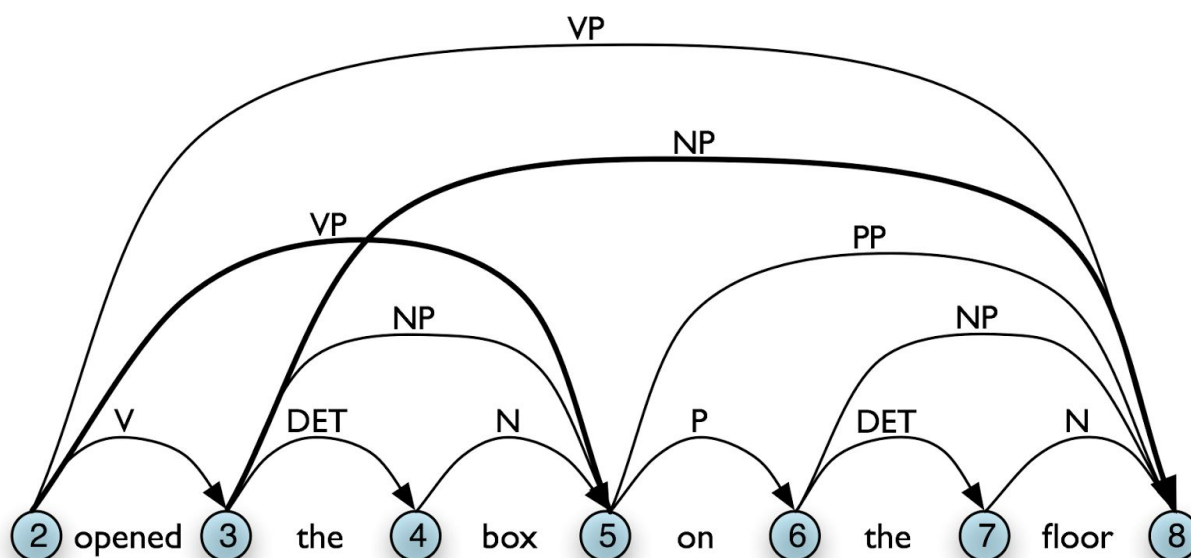 VP
NP
VP
PP
NP
NP
V
DET
N
P
DET
N
2 opened 3 the 4 box 5 on 6 the 7 floor 8